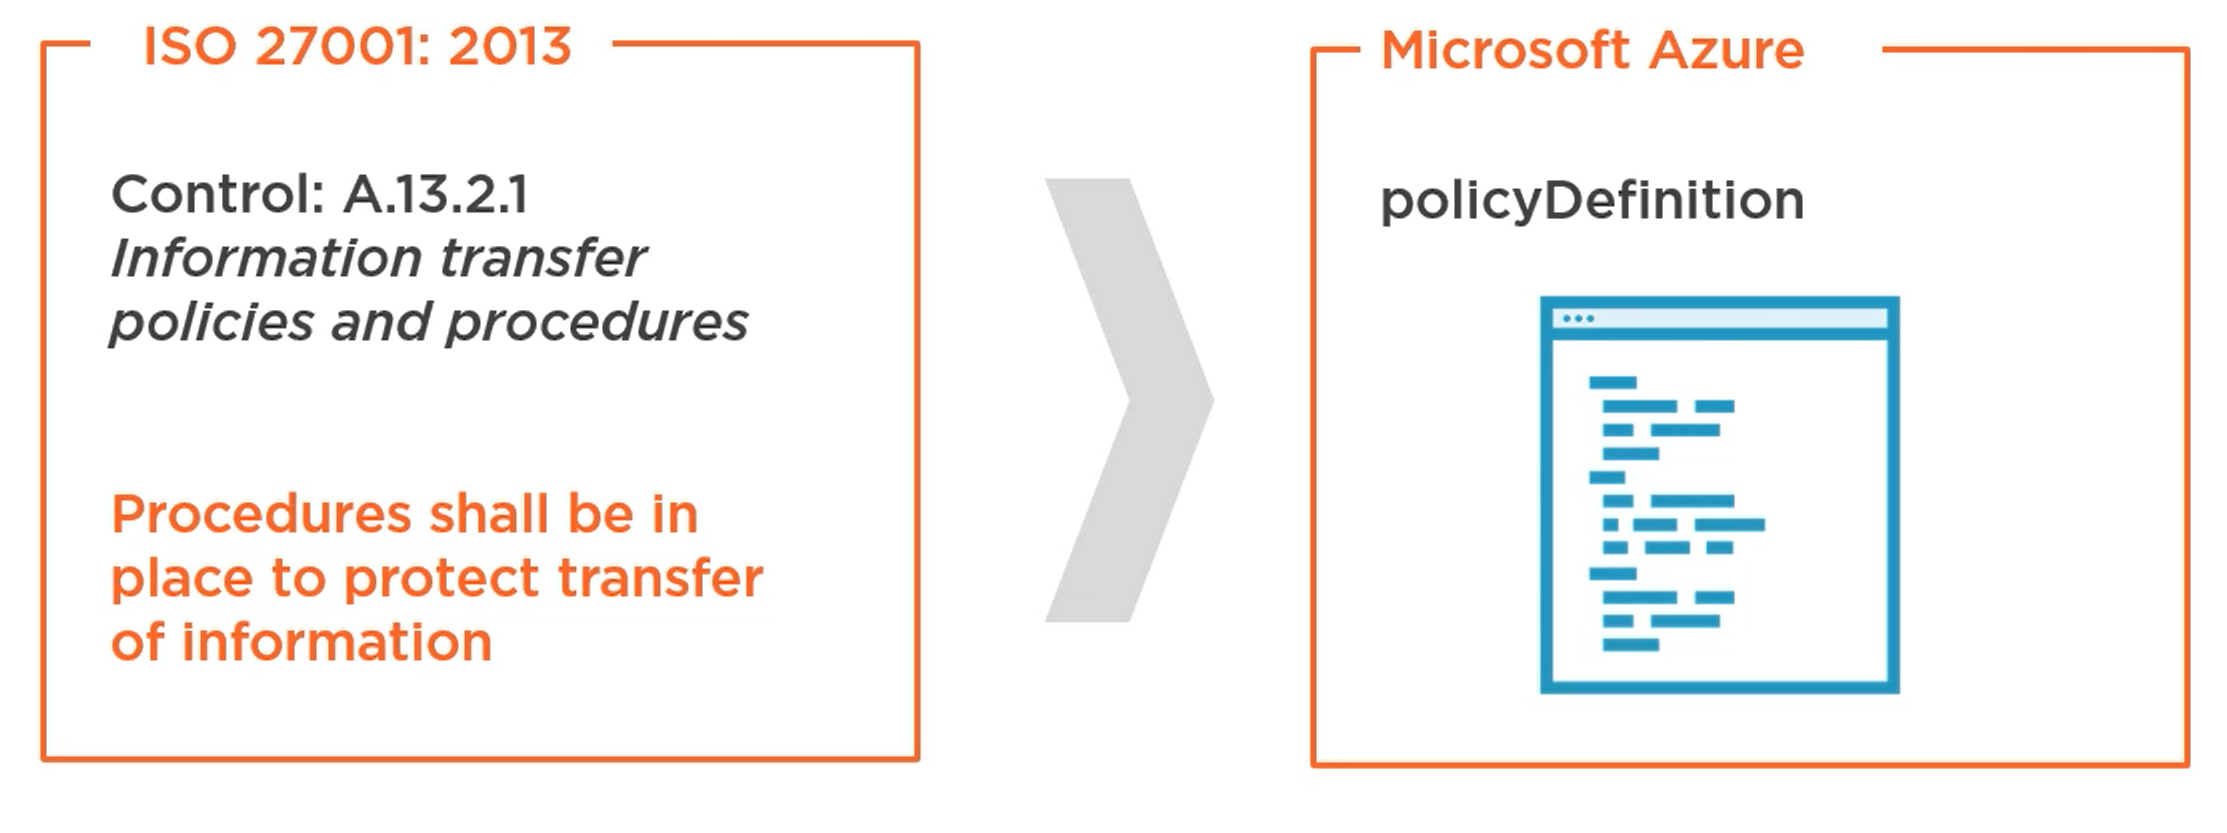 ISO 27001: 2013
Control: A.13.2.1
Information transfer
policies and procedures
Procedures shall be in
place to protect transfer
of information
Microsoft Azure
policyDefinition